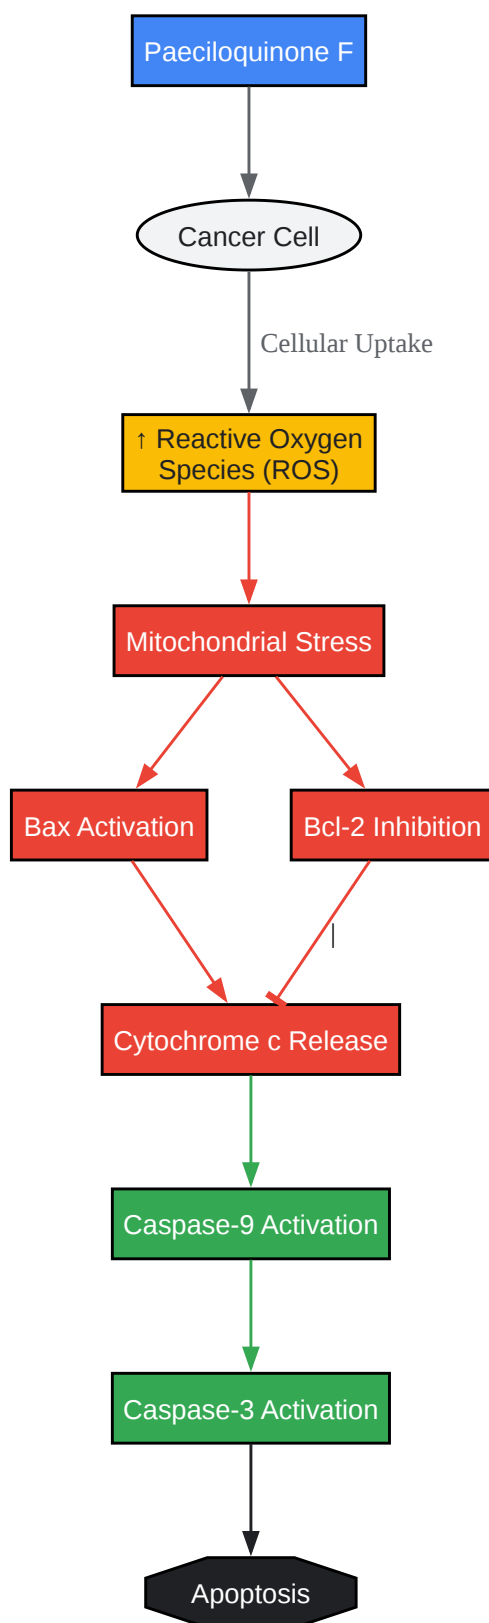 Paeciloquinone F
Cancer Cell
Cellular Uptake
↑ Reactive Oxygen
Species (ROS)
Mitochondrial Stress
Bax Activation
Bcl-2 Inhibition
|
Cytochrome c Release
Caspase-9 Activation
Caspase-3 Activation
Apoptosis